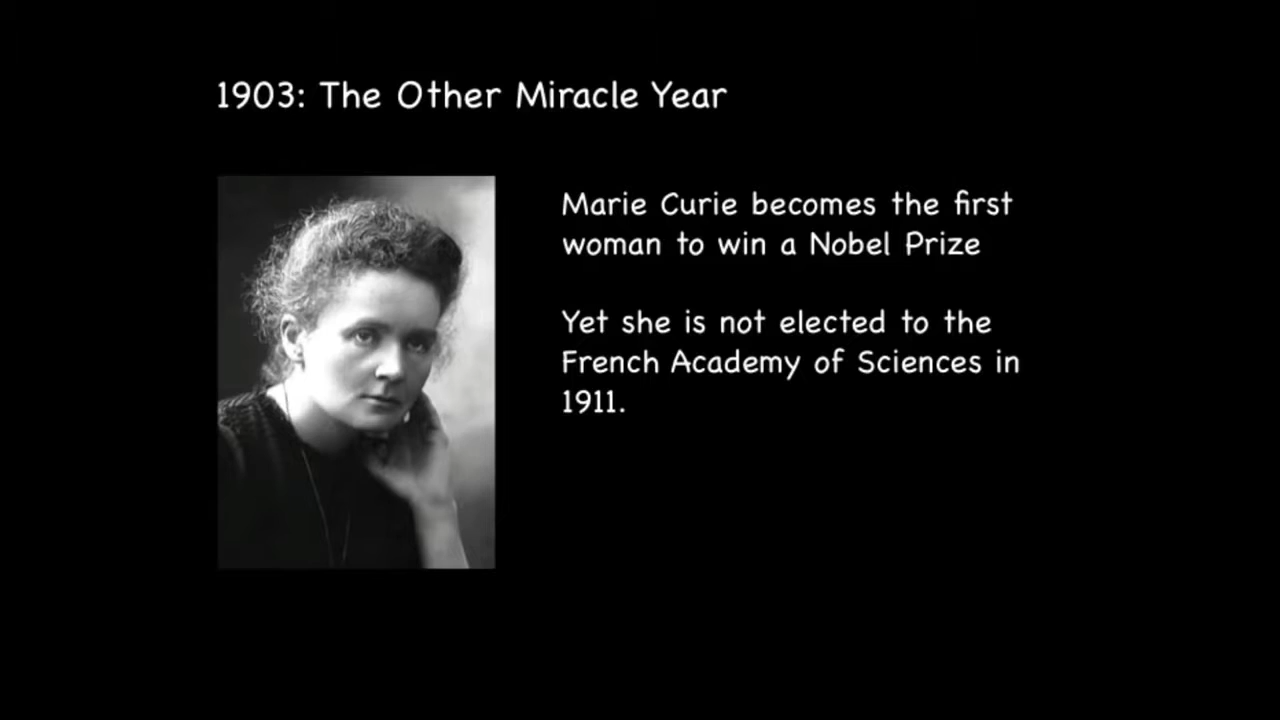 1903: The Other Miracle Year
Marie Curie becomes the first
woman to win a Nobel Prize
Yet she is not elected to the
French Academy of Sciences in
1911.